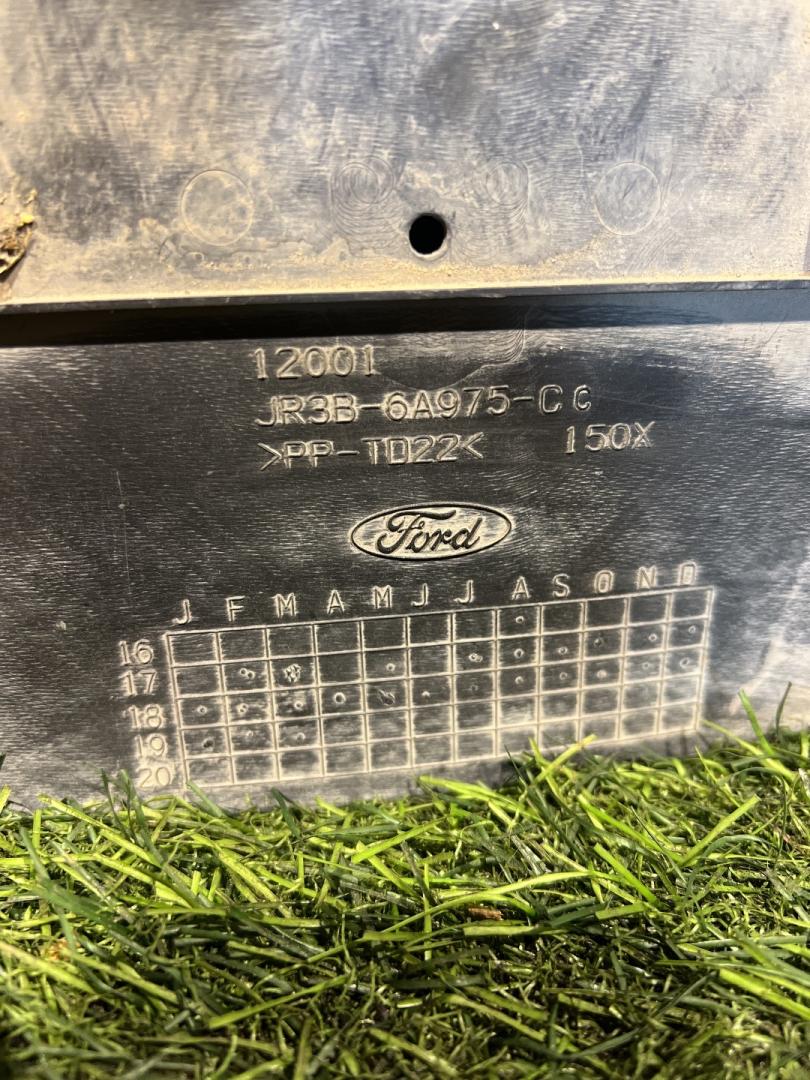 12001
JR3B-6A975-CC
>PP-TD22< 150X
Ford
J F M A M J J A S O N D
16
17
18
19
20